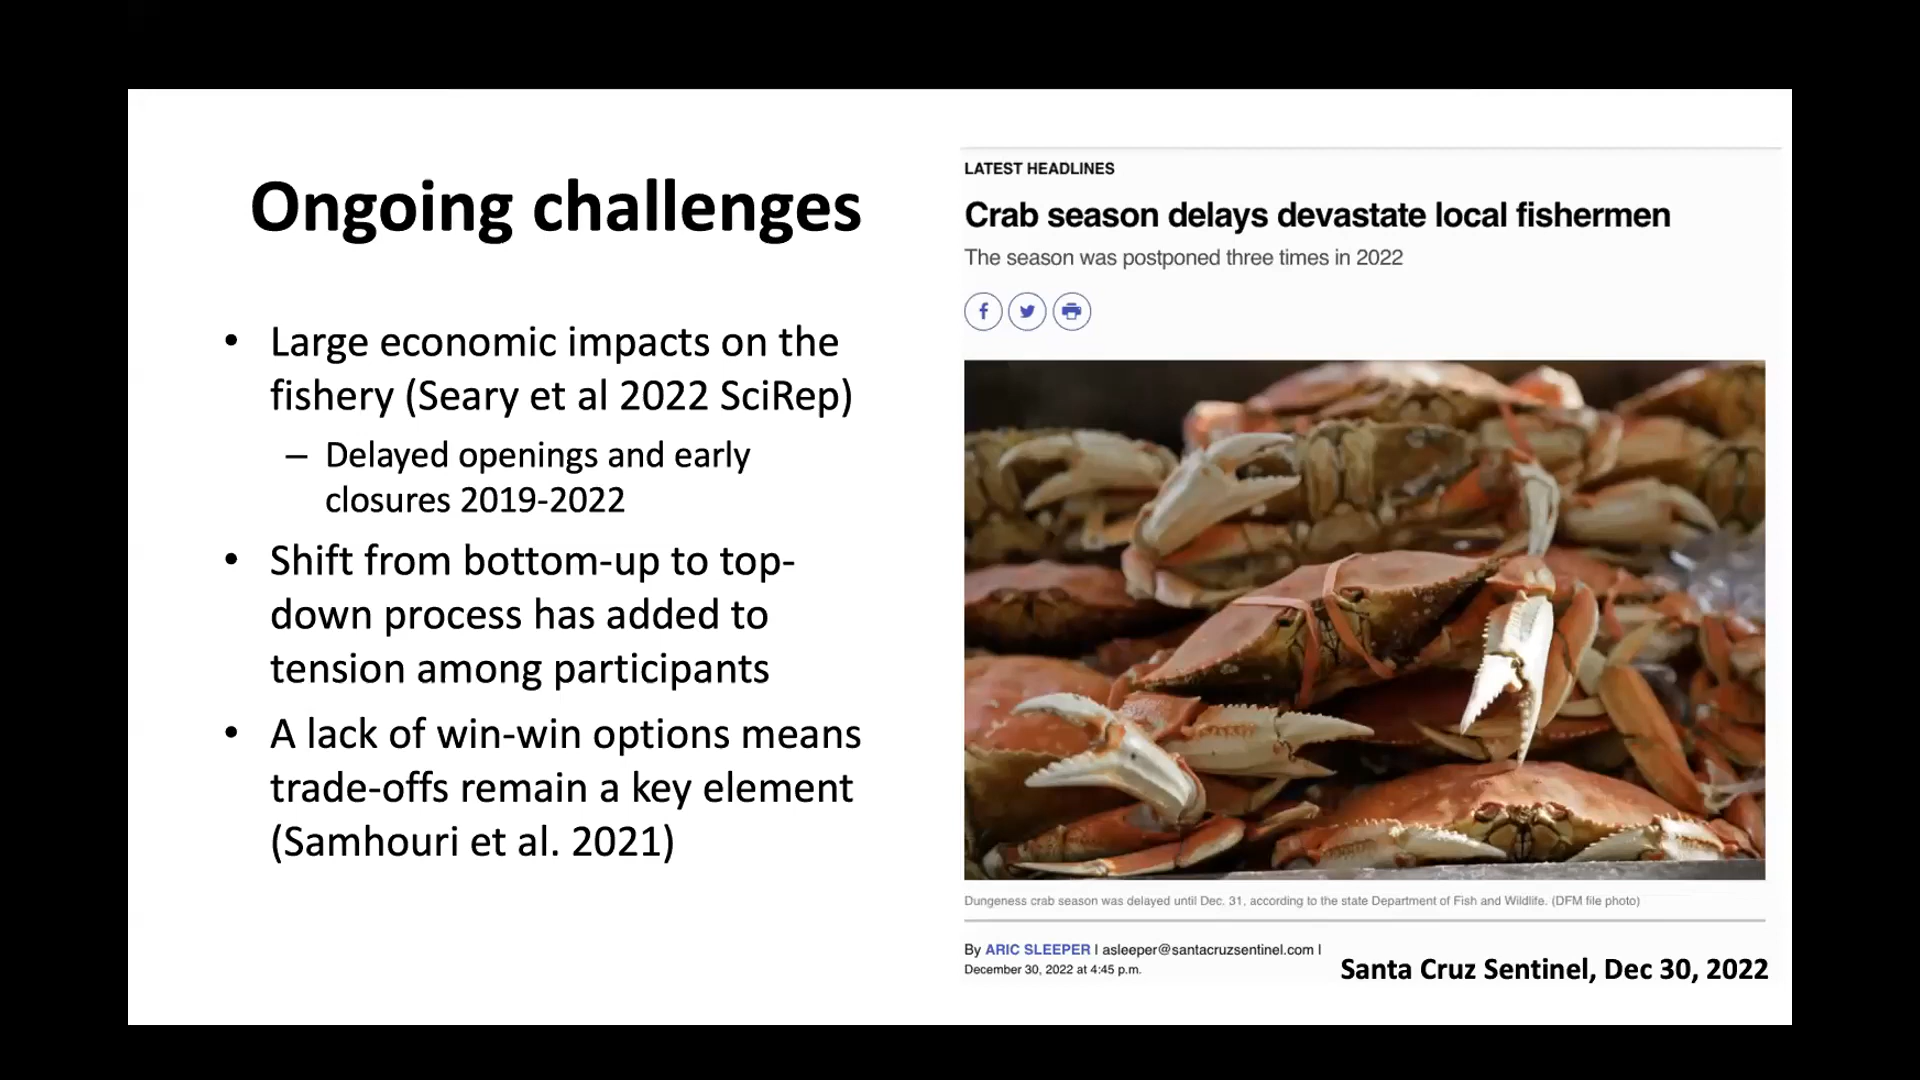 Ongoing challenges
• Large economic impacts on the
fishery (Seary et al 2022 SciRep)
– Delayed openings and early
closures 2019-2022
• Shift from bottom-up to top-
down process has added to
tension among participants
• A lack of win-win options means
trade-offs remain a key element
(Samhouri et al. 2021)
LATEST HEADLINES
Crab season delays devastate local fishermen
The season was postponed three times in 2022
Dungeness crab season was delayed until Dec. 31, according to the state Department of Fish and Wildlife. (DFM file photo)
By ARIC SLEEPER | asleeper@santacruzsentinel.com |
December 30, 2022 at 4:45 p.m.
Santa Cruz Sentinel, Dec 30, 2022